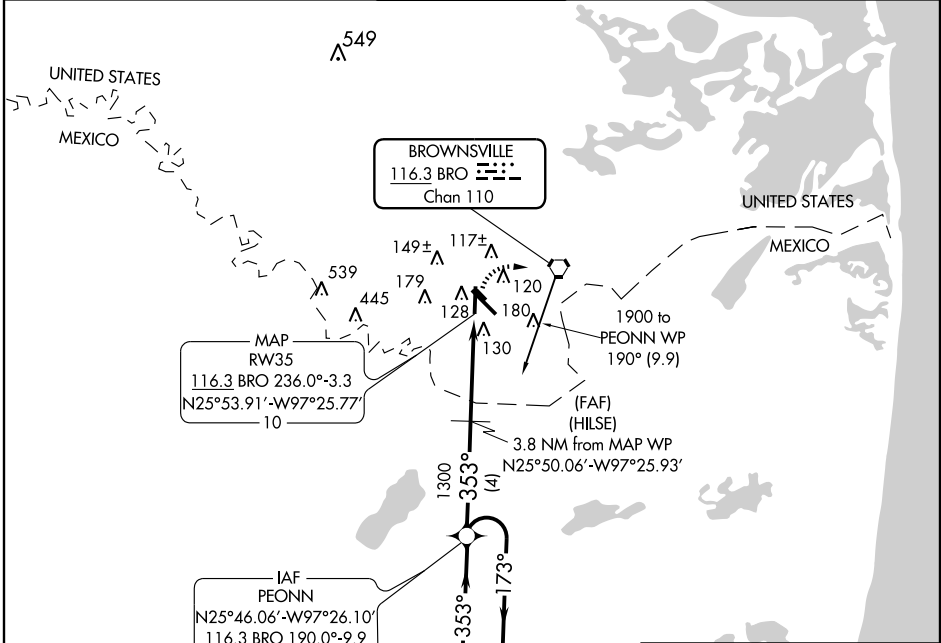 549
UNITED STATES
MEXICO
BROWNSVILLE
116.3 BRO
Chan 110
UNITED STATES
MEXICO
149±
117±
539
445
179
128
120
180
130
1900 to
PEONN WP
190° (9.9)
MAP
RW35
116.3 BRO 236.0°-3.3
N25°53.91'-W97°25.77'
10
(FAF)
(HILSE)
3.8 NM from MAP WP
N25°50.06'-W97°25.93'
1300
353°
(4)
173°
353°
IAF
PEONN
N25°46.06'-W97°26.10'
116.3 BRO 190.0°-9.9